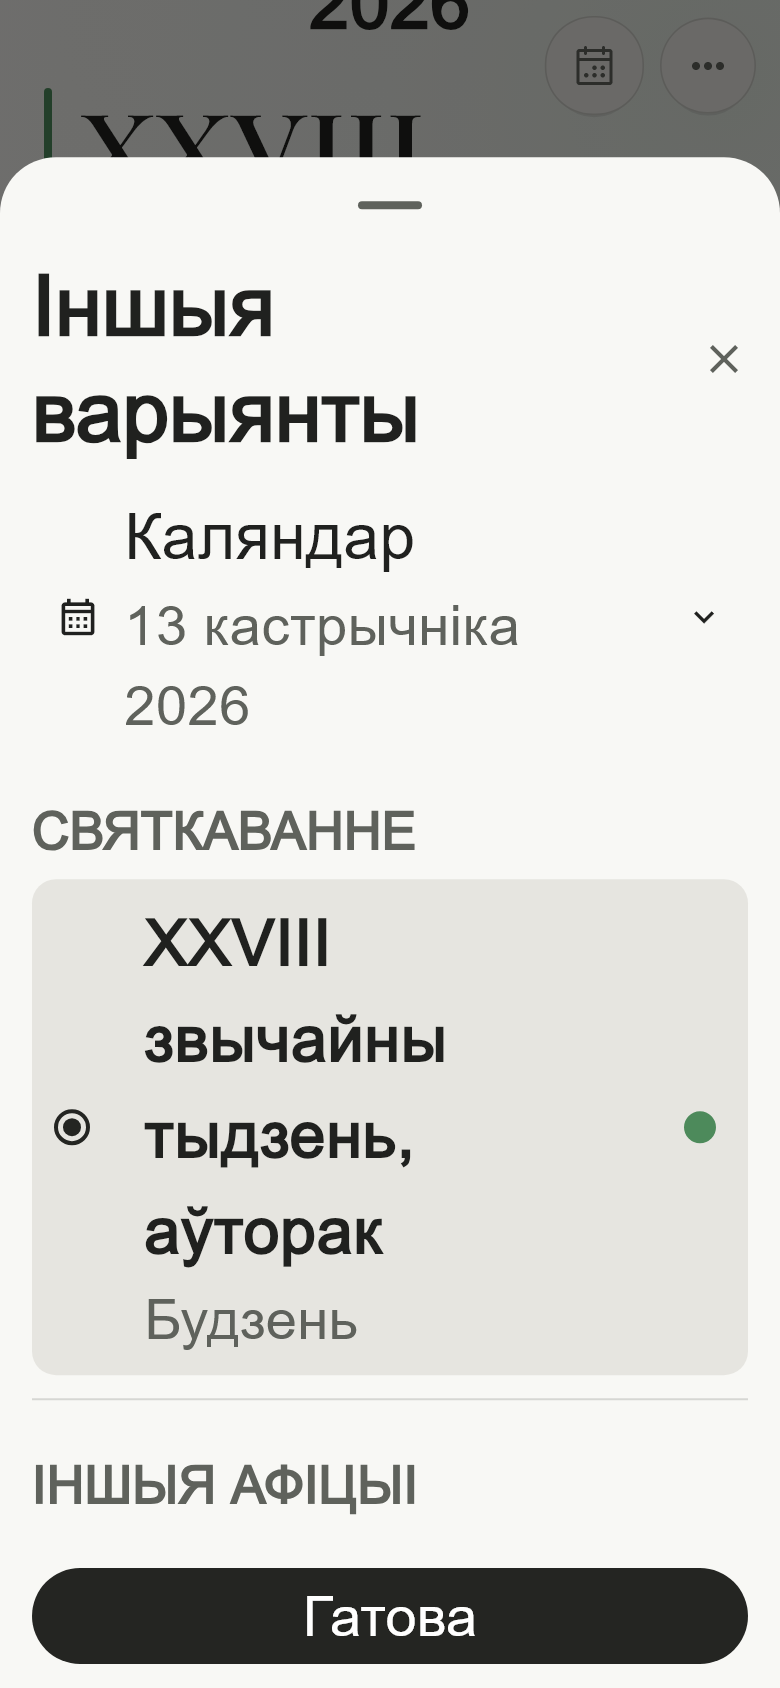 2026
XXVIII
Іншыя
варыянты
Каляндар
13 кастрычніка
2026
СВЯТКАВАННЕ
XXVIII
звычайны
тыдзень,
аўторак
Будзень
ІНШЫЯ АФІЦЫІ
Гатова